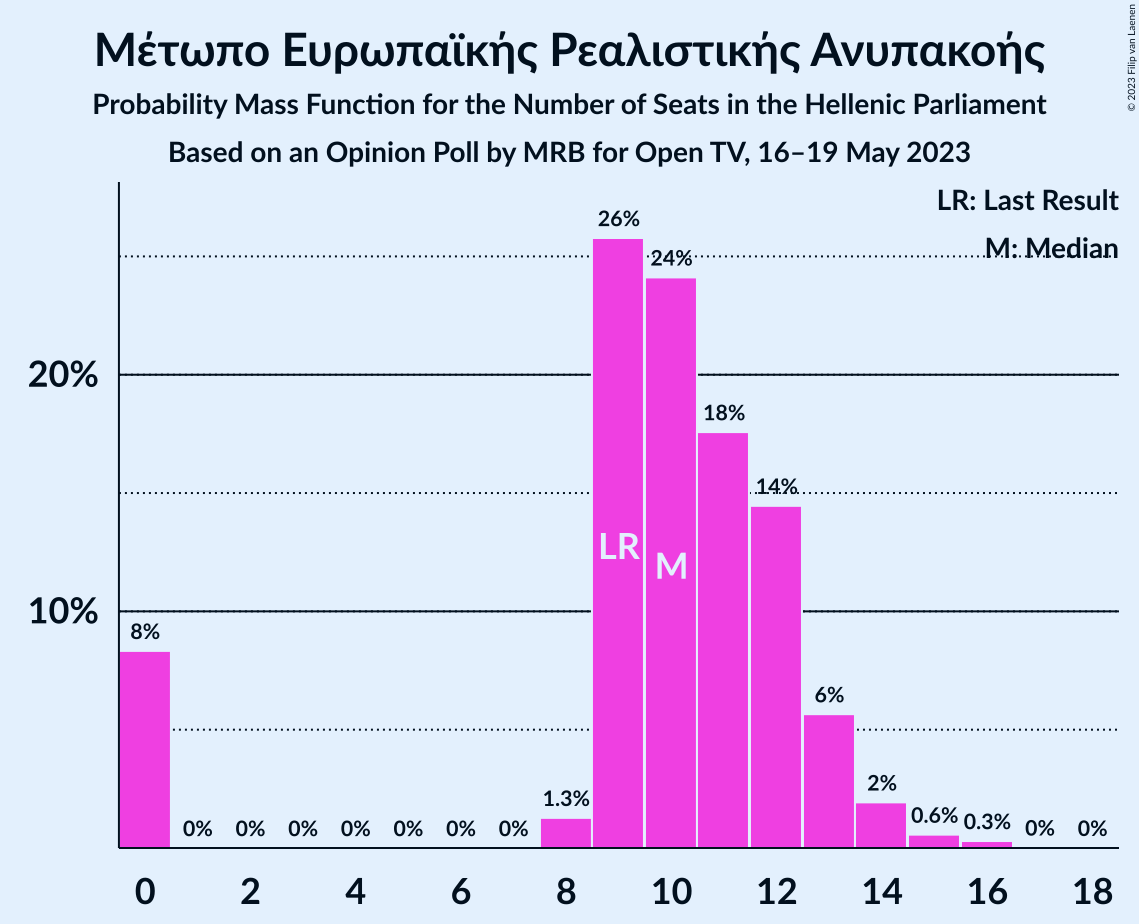 Μέτωπο Ευρωπαϊκής Ρεαλιστικής Ανυπακοής
Probability Mass Function for the Number of Seats in the Hellenic Parliament
Based on an Opinion Poll by MRB for Open TV, 16–19 May 2023
© 2023 Filip van Laenen
LR: Last Result
M: Median
26%
24%
20%
18%
14%
LR
M
10%
8%
6%
2%
1.3%
0.6%
0.3%
0% 0% 0% 0% 0% 0% 0% 0% 0%
0 2 4 6 8 10 12 14 16 18